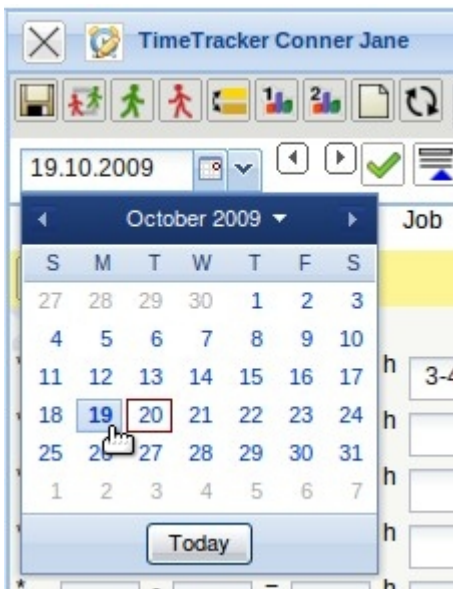 TimeTracker Conner Jane
1 2
19.10.2009
October 2009
Job
S M T W T F S
27 28 29 30 1 2 3
4 5 6 7 8 9 10
11 12 13 14 15 16 17
h 3-4
18 19 20 21 22 23 24
h
25 26 27 28 29 30 31
h
1 2 3 4 5 6 7
Today
h
* - = h